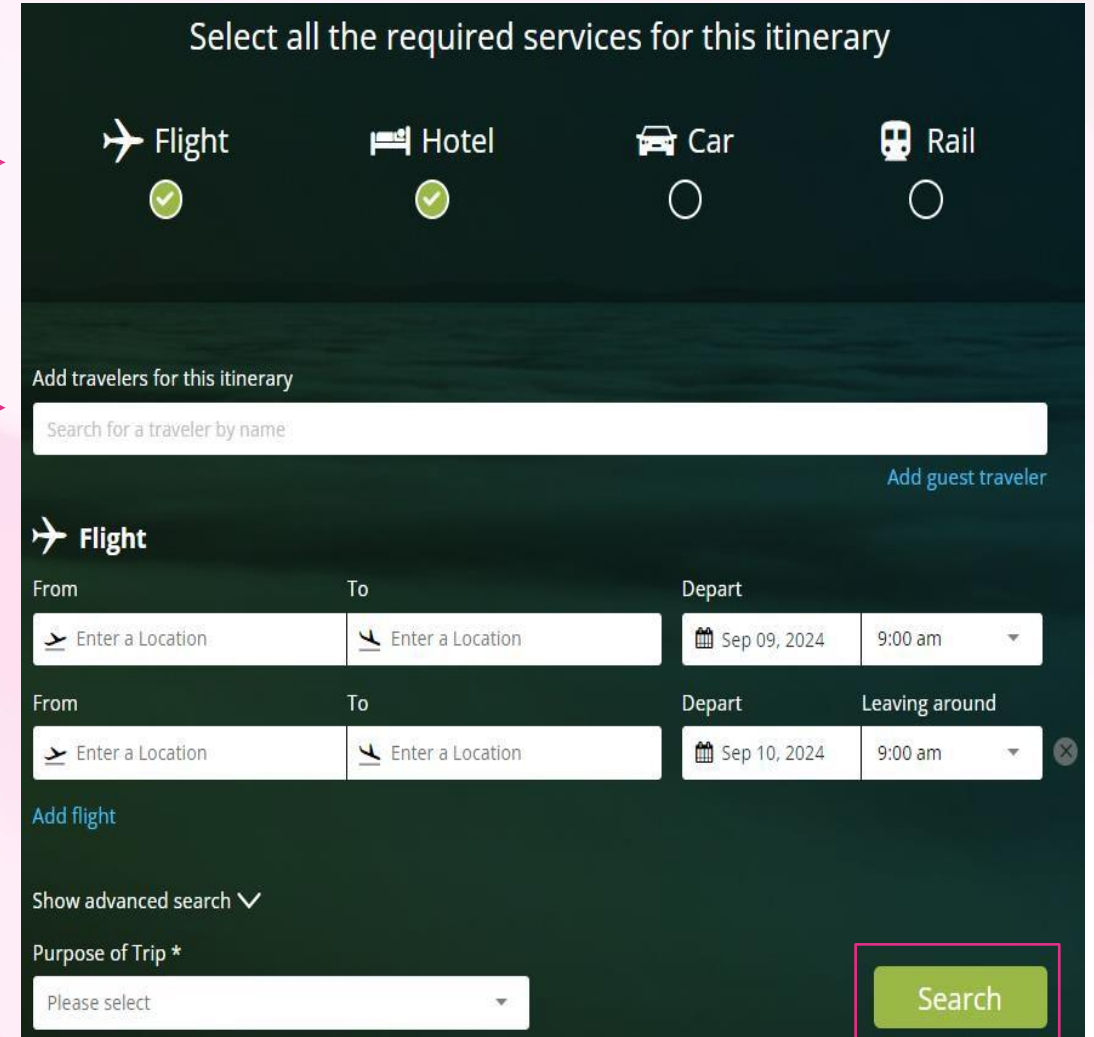 Select all the required services for this itinerary
Flight Hotel Car Rail
Add travelers for this itinerary
Search for a traveler by name
Add guest traveler
Flight
From To Depart
Enter a Location Enter a Location Sep 09, 2024 9:00 am
From To Depart Leaving around
Enter a Location Enter a Location Sep 10, 2024 9:00 am
Add flight
Show advanced search
Purpose of Trip *
Please select Search